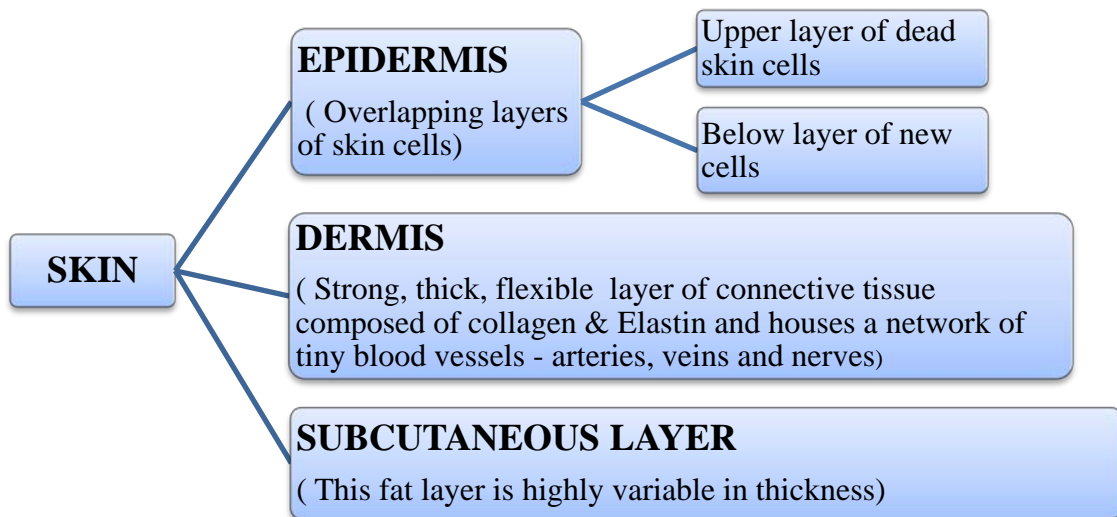 SKIN
EPIDERMIS
( Overlapping layers
of skin cells)
Upper layer of dead
skin cells
Below layer of new
cells
DERMIS
( Strong, thick, flexible layer of connective tissue
composed of collagen & Elastin and houses a network of
tiny blood vessels - arteries, veins and nerves)
SUBCUTANEOUS LAYER
( This fat layer is highly variable in thickness)